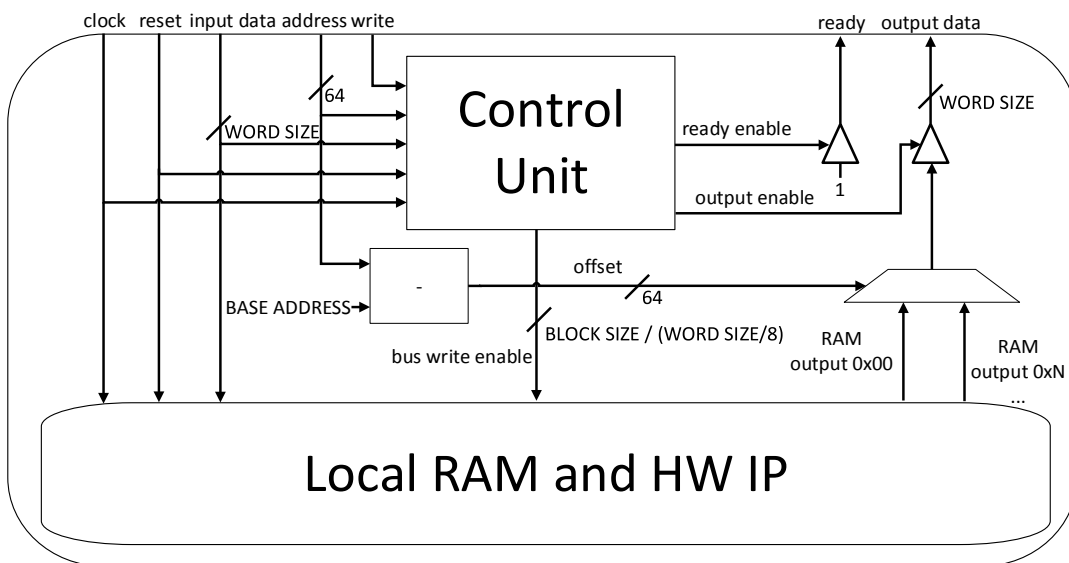 clock reset input data address write ready output data
64
WORD SIZE
WORD SIZE
Control
Unit
ready enable
1
output enable
offset
-
64
BASE ADDRESS
BLOCK SIZE / (WORD SIZE/8)
bus write enable
RAM
output 0x00
RAM
output 0xN
...
Local RAM and HW IP